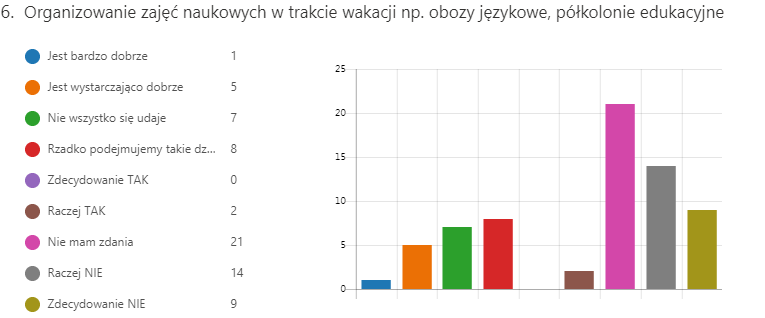 6. Organizowanie zajęć naukowych w trakcie wakacji np. obozy językowe, półkolonie edukacyjne
Jest bardzo dobrze 1
Jest wystarczająco dobrze 5
Nie wszystko się udaje 7
Rzadko podejmujemy takie dz... 8
Zdecydowanie TAK 0
Raczej TAK 2
Nie mam zdania 21
Raczej NIE 14
Zdecydowanie NIE 9
25
20
15
10
5
0